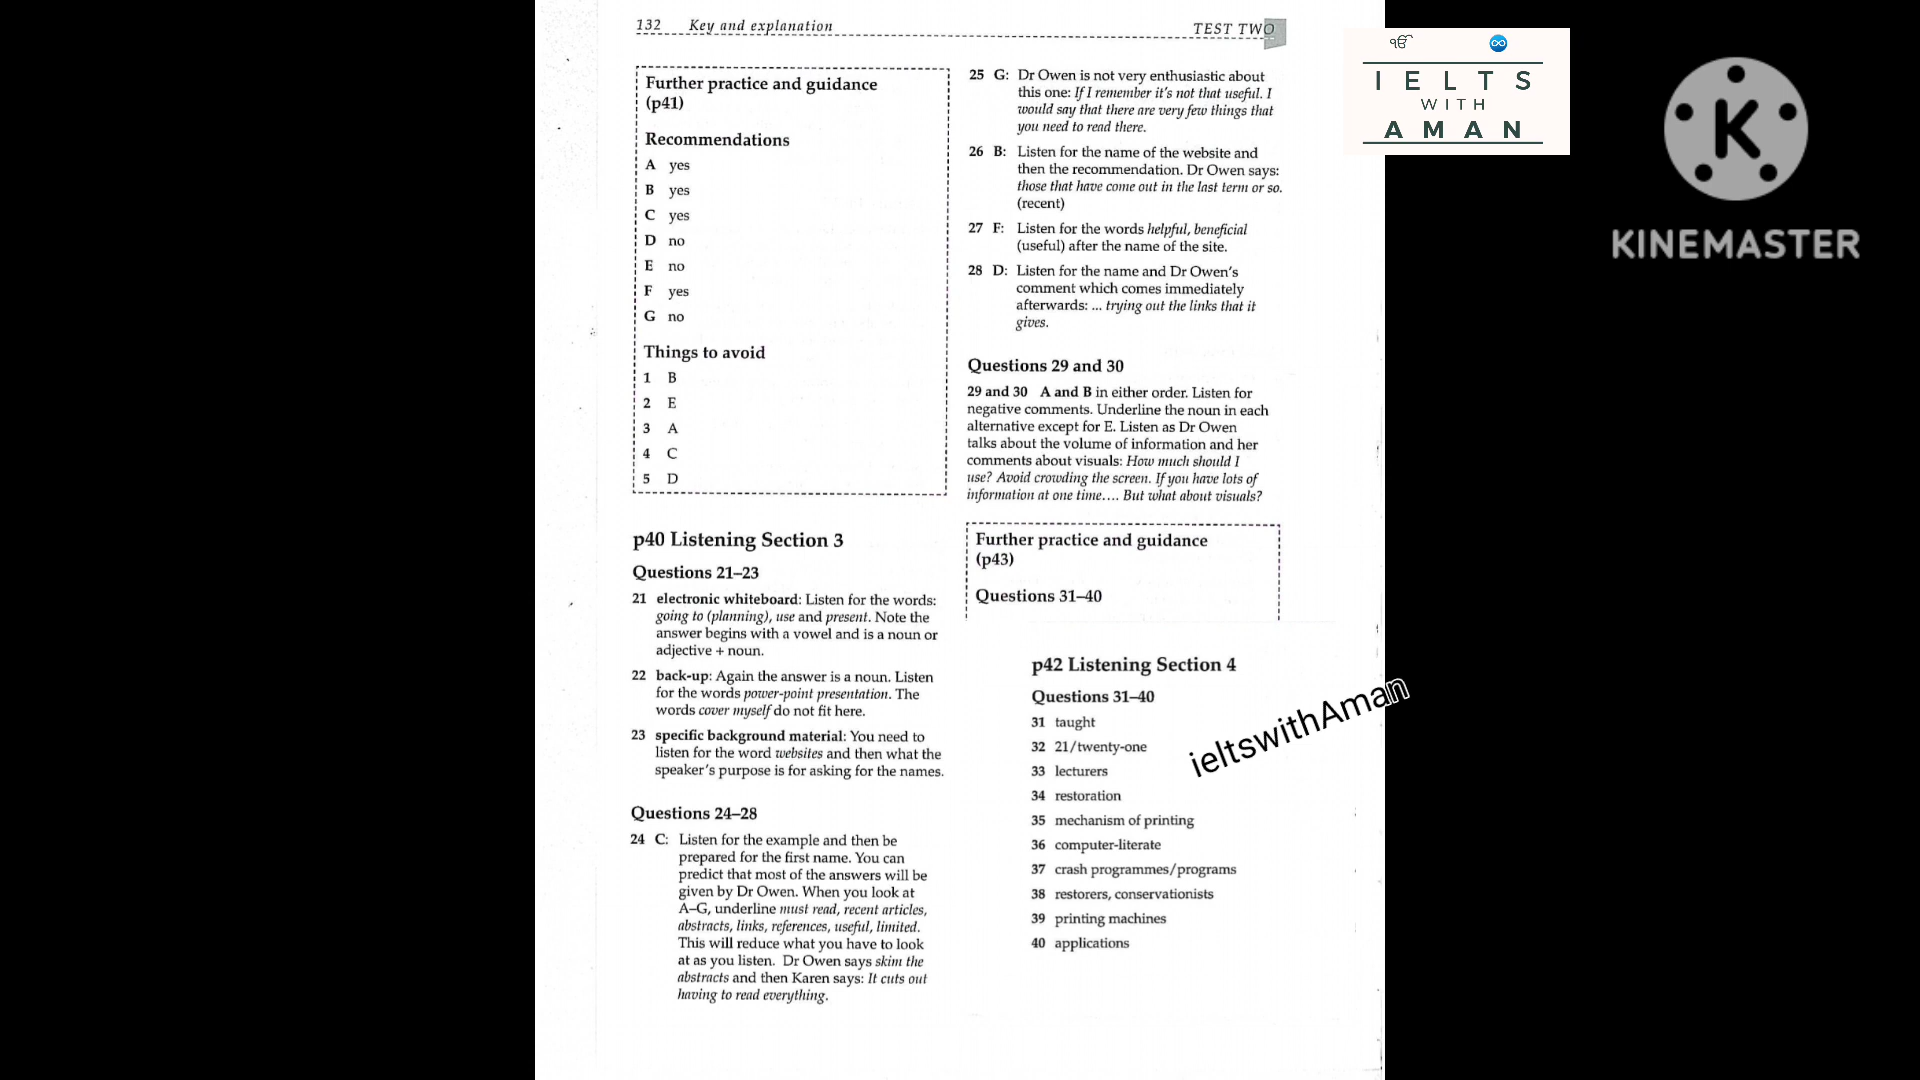 132 Key and explanation
TEST TWO
Further practice and guidance
(p41)
Recommendations
A yes
B yes
C yes
D no
E no
F yes
G no
Things to avoid
1 B
2 E
3 A
4 C
5 D
p40 Listening Section 3
Questions 21–23
21 electronic whiteboard: Listen for the words:
going to (planning), use and present. Note the
answer begins with a vowel and is a noun or
adjective + noun.
22 back-up: Again the answer is a noun. Listen
for the words power-point presentation. The
words cover myself do not fit here.
23 specific background material: You need to
listen for the word websites and then what the
speaker's purpose is for asking for the names.
Questions 24–28
24 C: Listen for the example and then be
prepared for the first name. You can
predict that most of the answers will be
given by Dr Owen. When you look at
A–G, underline must read, recent articles,
abstracts, links, references, useful, limited.
This will reduce what you have to look
at as you listen. Dr Owen says skim the
abstracts and then Karen says: It cuts out
having to read everything.
25 G: Dr Owen is not very enthusiastic about
this one: If I remember it's not that useful. I
would say that there are very few things that
you need to read there.
26 B: Listen for the name of the website and
then the recommendation. Dr Owen says:
those that have come out in the last term or so.
(recent)
27 F: Listen for the words helpful, beneficial
(useful) after the name of the site.
28 D: Listen for the name and Dr Owen's
comment which comes immediately
afterwards: ... trying out the links that it
gives.
Questions 29 and 30
29 and 30 A and B in either order. Listen for
negative comments. Underline the noun in each
alternative except for E. Listen as Dr Owen
talks about the volume of information and her
comments about visuals: How much should I
use? Avoid crowding the screen. If you have lots of
information at one time.... But what about visuals?
Further practice and guidance
(p43)
Questions 31–40
p42 Listening Section 4
Questions 31–40
31 taught
32 21/twenty-one
33 lecturers
34 restoration
35 mechanism of printing
36 computer-literate
37 crash programmes/programs
38 restorers, conservationists
39 printing machines
40 applications
ieltswithAman
ੴ
IELTS
WITH
AMAN
K
KINEMASTER